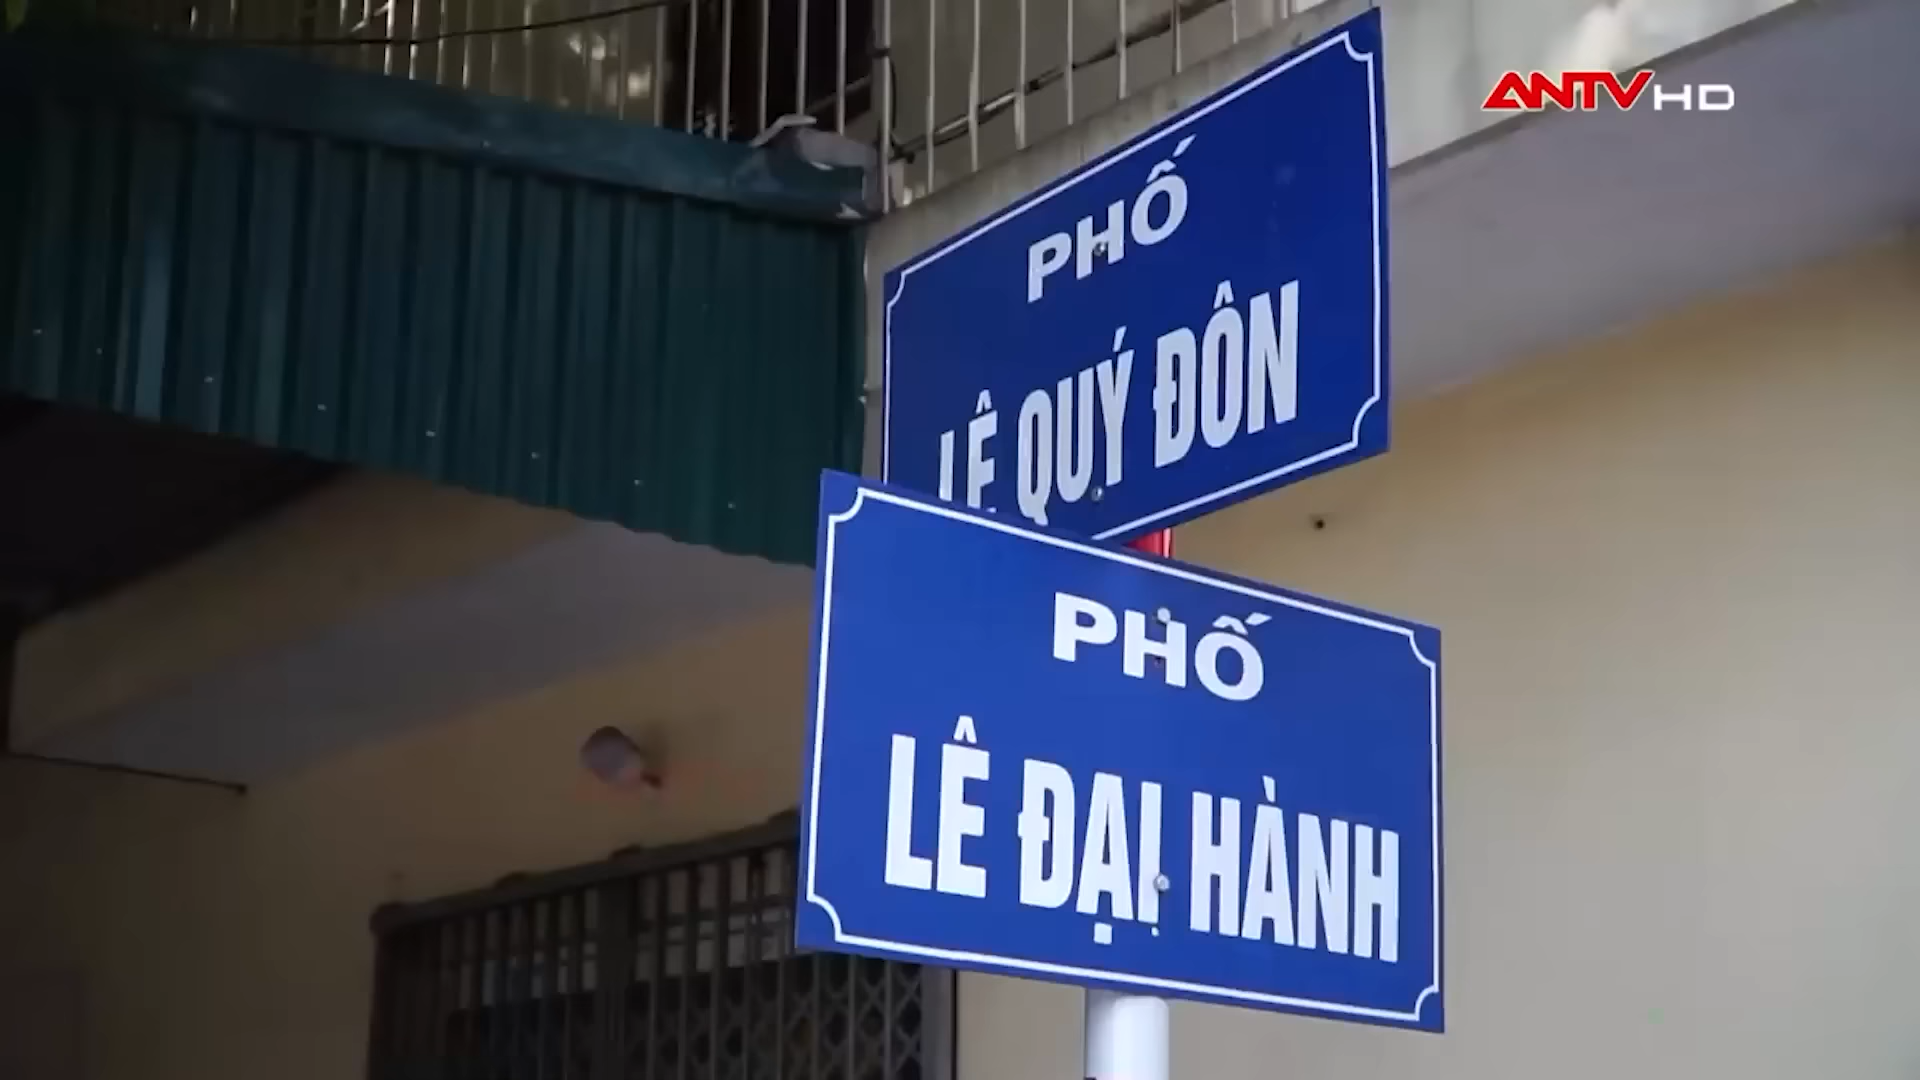 ANTV HD
PHỐ
LÊ QUÝ ĐÔN
PHỐ
LÊ ĐẠI HÀNH